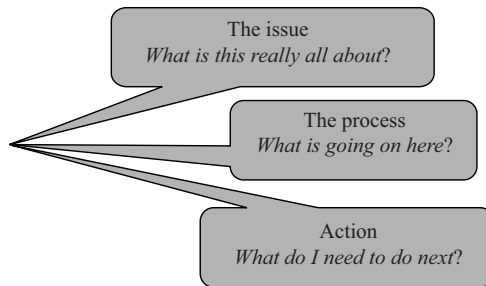 The issue
What is this really all about?
The process
What is going on here?
Action
What do I need to do next?